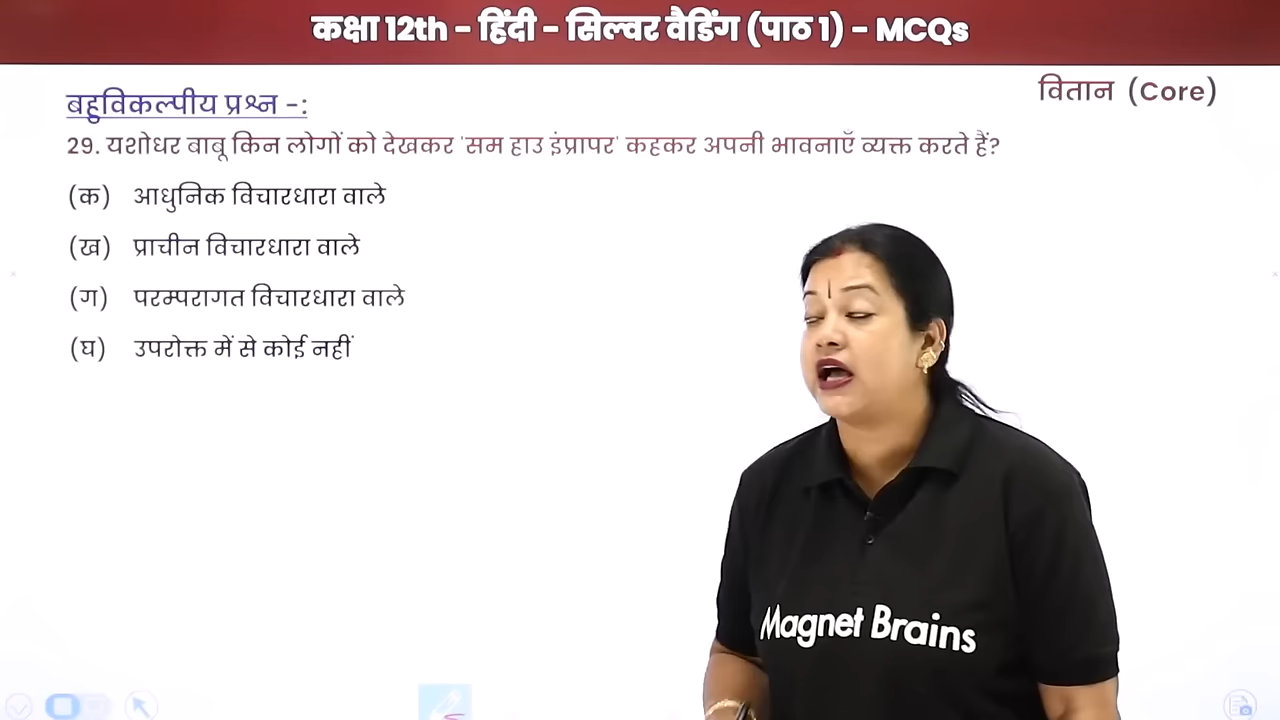 कक्षा 12th - हिंदी - सिल्वर वैडिंग (पाठ 1) - MCQs
वितान (Core)
बहुविकल्पीय प्रश्न -:
29. यशोधर बाबू किन लोगों को देखकर 'सम हाउ इंप्रापर' कहकर अपनी भावनाएँ व्यक्त करते हैं?
(क) आधुनिक विचारधारा वाले
(ख) प्राचीन विचारधारा वाले
(ग) परम्परागत विचारधारा वाले
(घ) उपरोक्त में से कोई नहीं
Magnet Brains